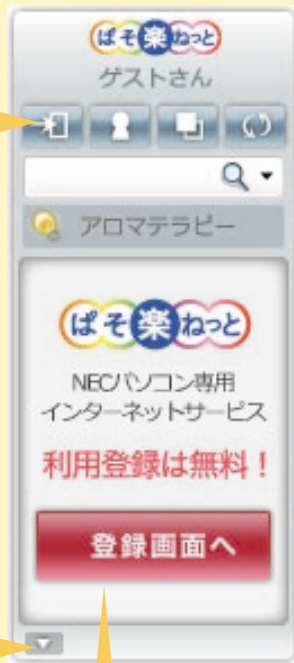 ぱそ楽ねっと
ゲストさん
アロマテラピー
ぱそ楽ねっと
NECパソコン専用
インターネットサービス
利用登録は無料！
登録画面へ